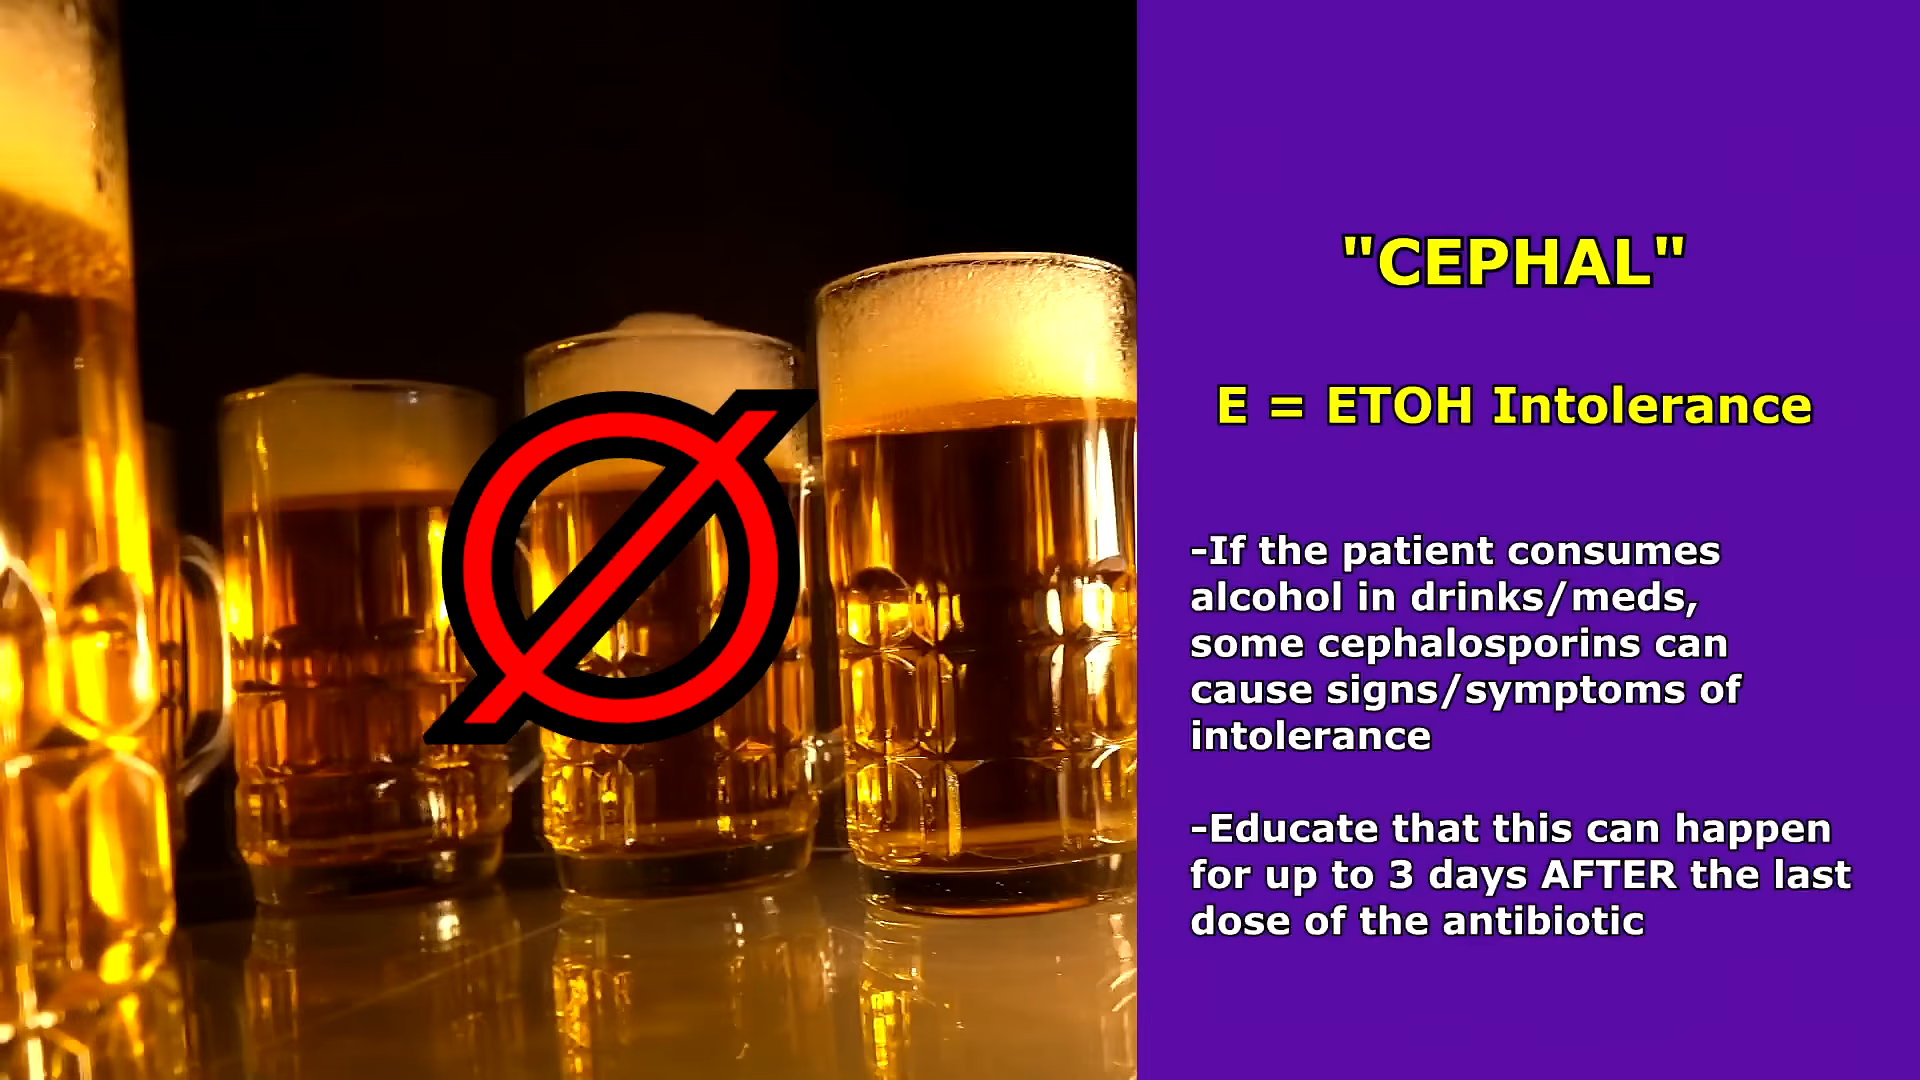 "CEPHAL"
E = ETOH Intolerance
-If the patient consumes
alcohol in drinks/meds,
some cephalosporins can
cause signs/symptoms of
intolerance
-Educate that this can happen
for up to 3 days AFTER the last
dose of the antibiotic